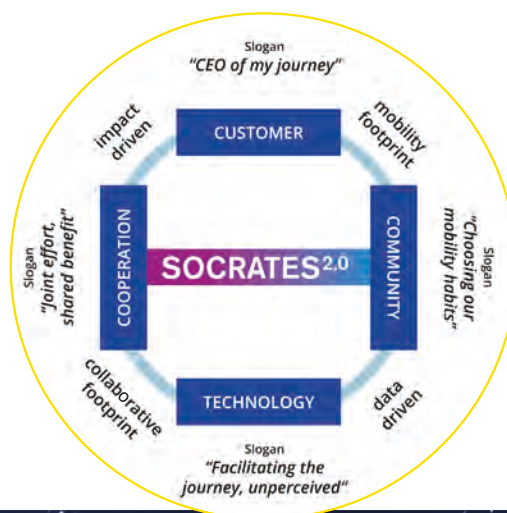 Slogan
“CEO of my journey”
impact
driven
CUSTOMER
mobility
footprint
Slogan
“Joint effort,
shared benefit”
COOPERATION
SOCRATES2.0
COMMUNITY
Slogan
“Choosing our
mobility habits“
collaborative
footprint
TECHNOLOGY
data
driven
Slogan
“Facilitating the
journey, unperceived“